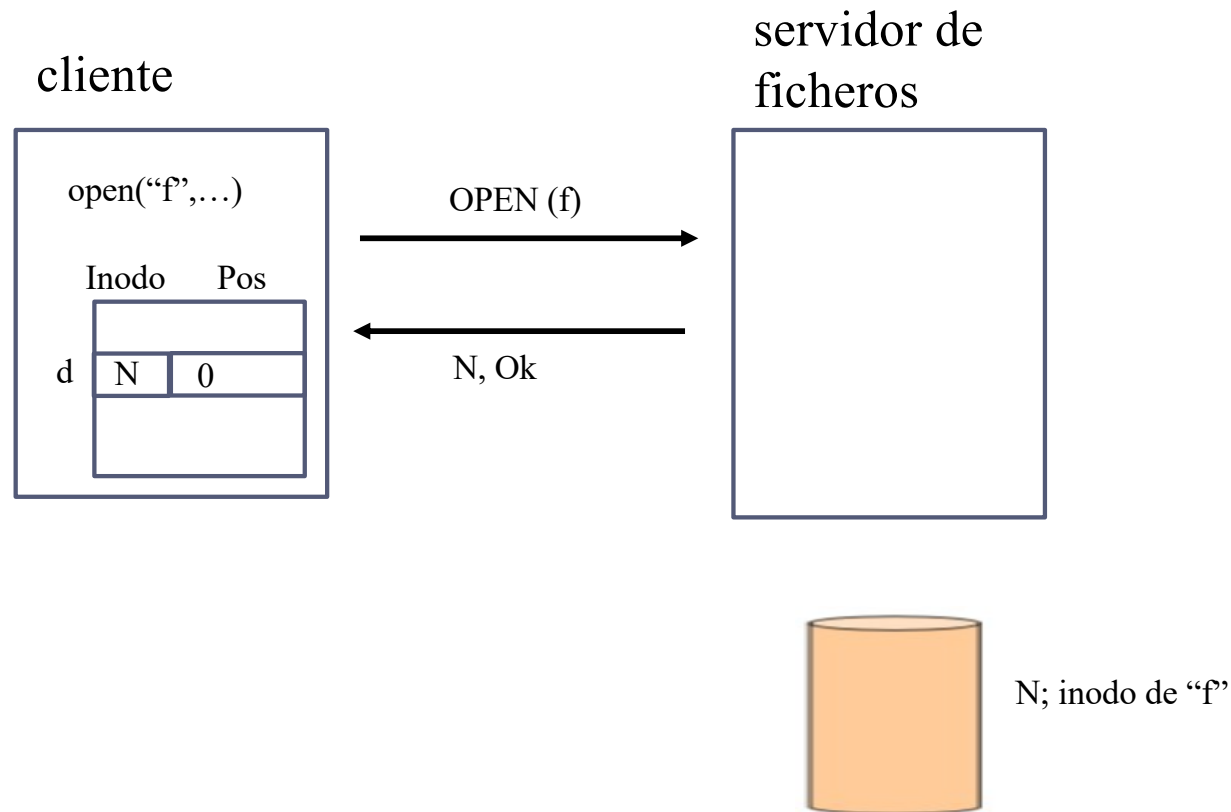 cliente
servidor de
ficheros
open(“f”,…)
OPEN (f)
Inodo Pos
d N 0
N, Ok
N; inodo de “f”